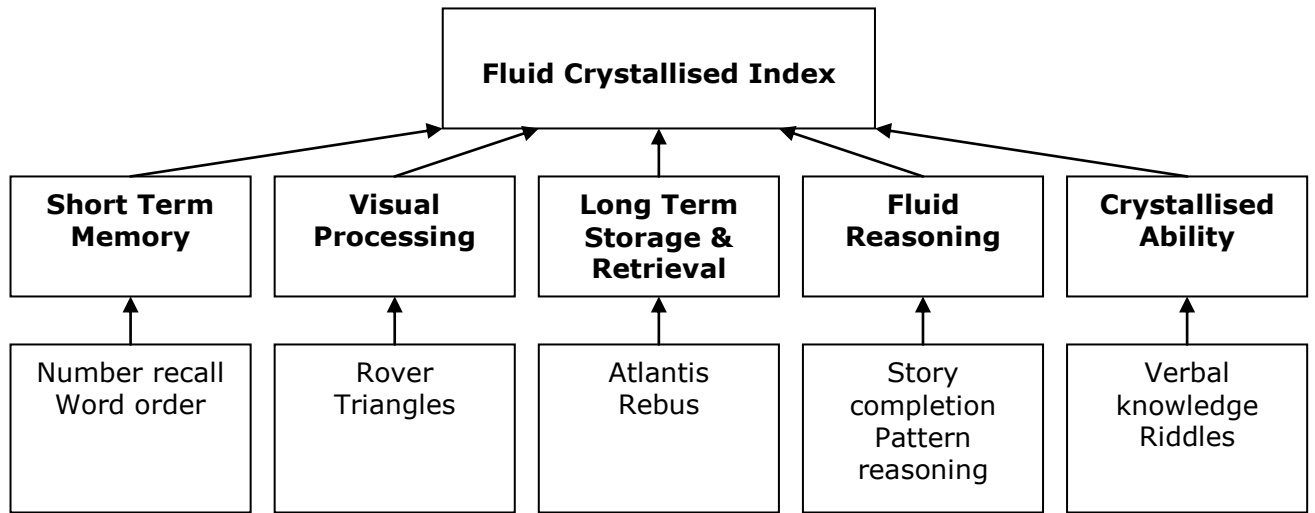 Fluid Crystallised Index
Short Term
Memory
Visual
Processing
Long Term
Storage &
Retrieval
Fluid
Reasoning
Crystallised
Ability
Number recall
Word order
Rover
Triangles
Atlantis
Rebus
Story
completion
Pattern
reasoning
Verbal
knowledge
Riddles